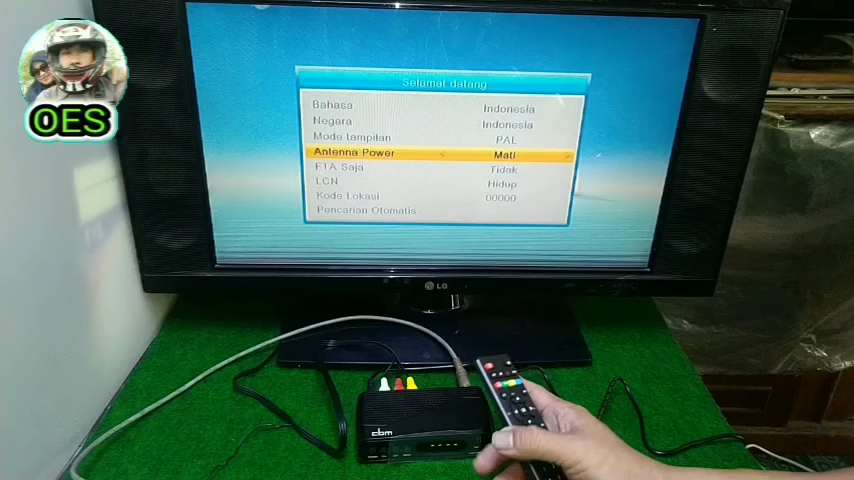 OES
Selamat datang
Bahasa Indonesia
Negara Indonesia
Mode tampilan PAL
Antenna Power Mati
FTA Saja Tidak
LCN Hidup
Kode Lokasi 00000
Pencarian Otomatis
LG